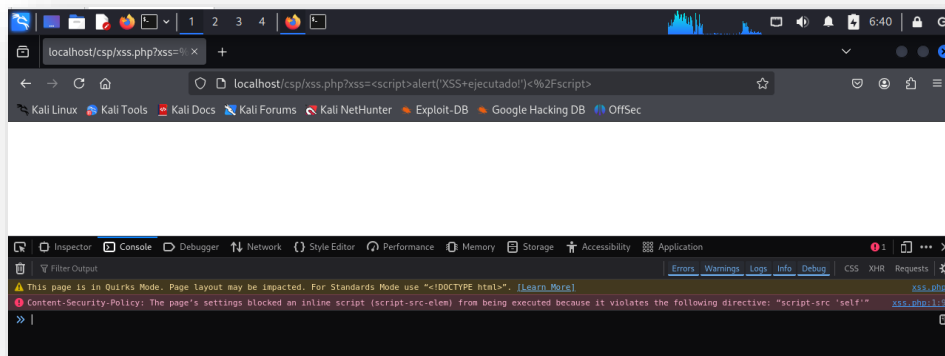 1 2 3 4 6:40
localhost/csp/xss.php?xss=%
localhost/csp/xss.php?xss=<script>alert('XSS+ejecutado!')<%2Fscript>
Kali Linux Kali Tools Kali Docs Kali Forums Kali NetHunter Exploit-DB Google Hacking DB OffSec
Inspector Console Debugger Network Style Editor Performance Memory Storage Accessibility Application 1
Filter Output Errors Warnings Logs Info Debug CSS XHR Requests
This page is in Quirks Mode. Page layout may be impacted. For Standards Mode use “<!DOCTYPE html>”. [Learn More] xss.php
Content-Security-Policy: The page's settings blocked an inline script (script-src-elem) from being executed because it violates the following directive: “script-src 'self'” xss.php:1:9